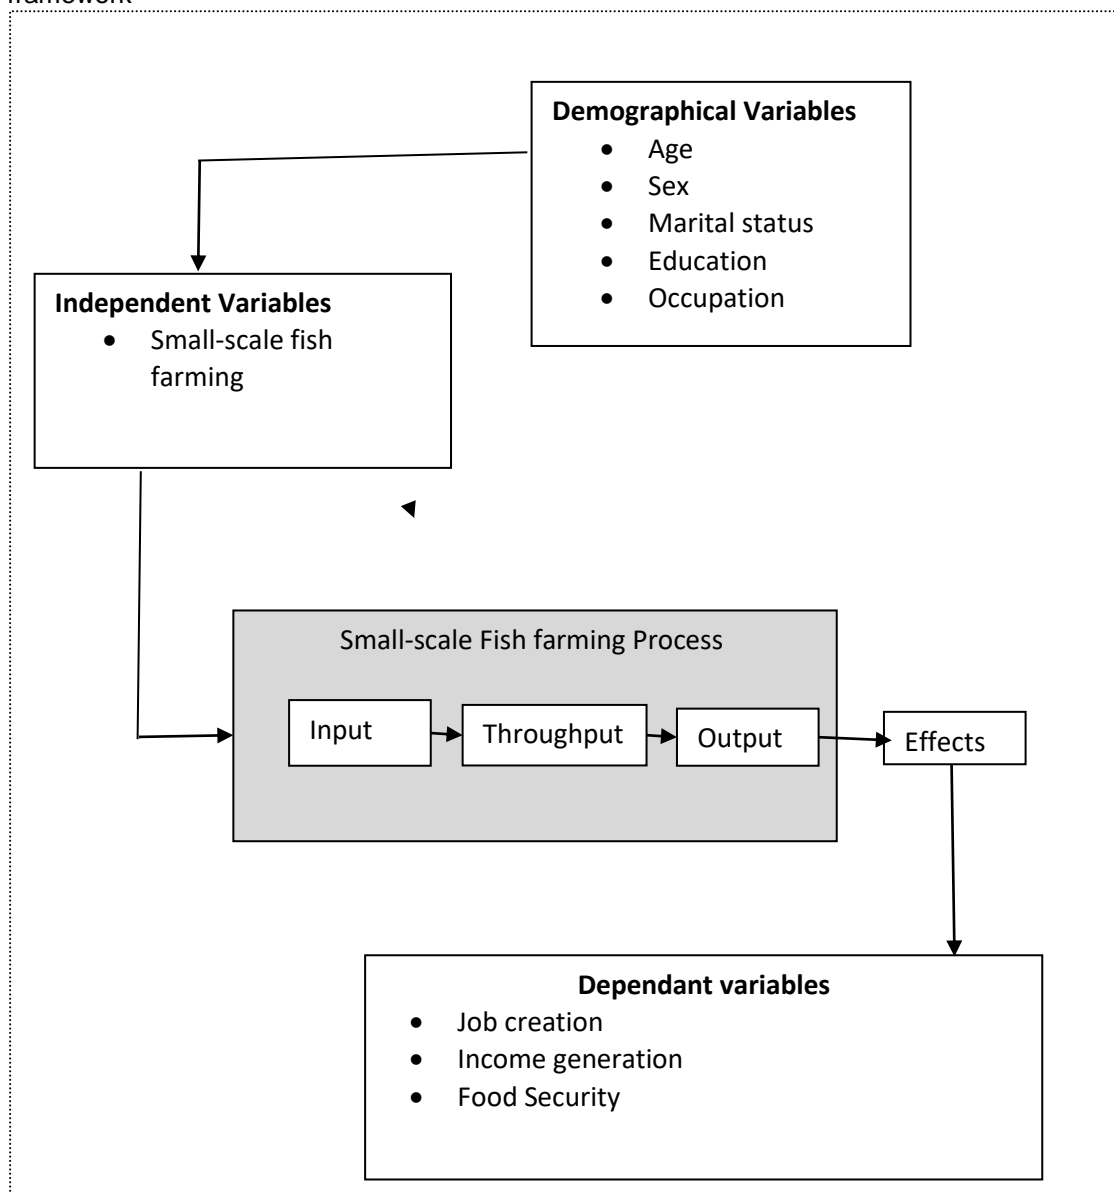 framework
Demographical Variables
• Age
• Sex
• Marital status
• Education
• Occupation
Independent Variables
• Small-scale fish
farming
Small-scale Fish farming Process
Input
Throughput
Output
Effects
Dependant variables
• Job creation
• Income generation
• Food Security